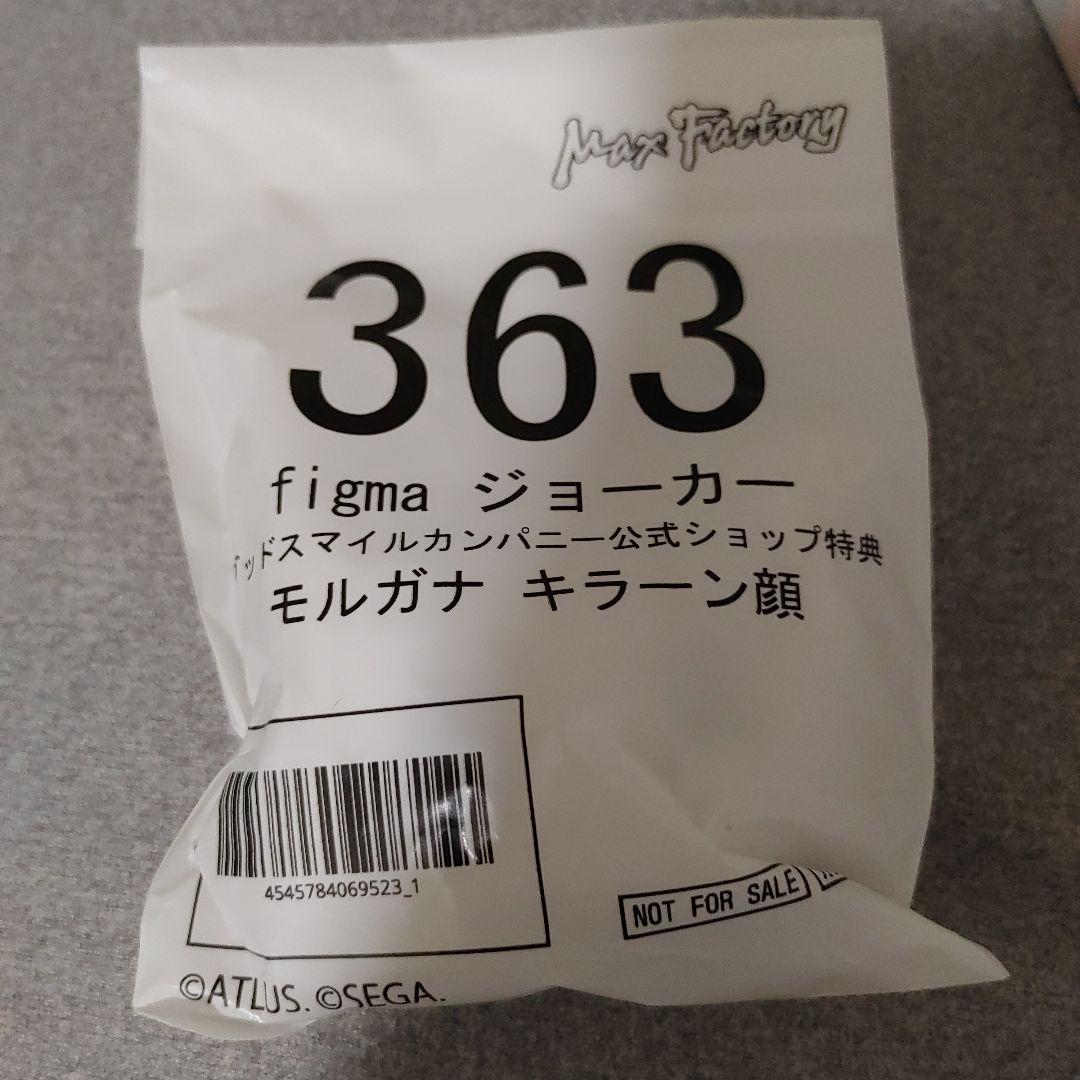 Max Factory
363
figma ジョーカー
グッドスマイルカンパニー公式ショップ特典
モルガナ キラーン顔
4545784069523_1
NOT FOR SALE
©ATLUS. ©SEGA.